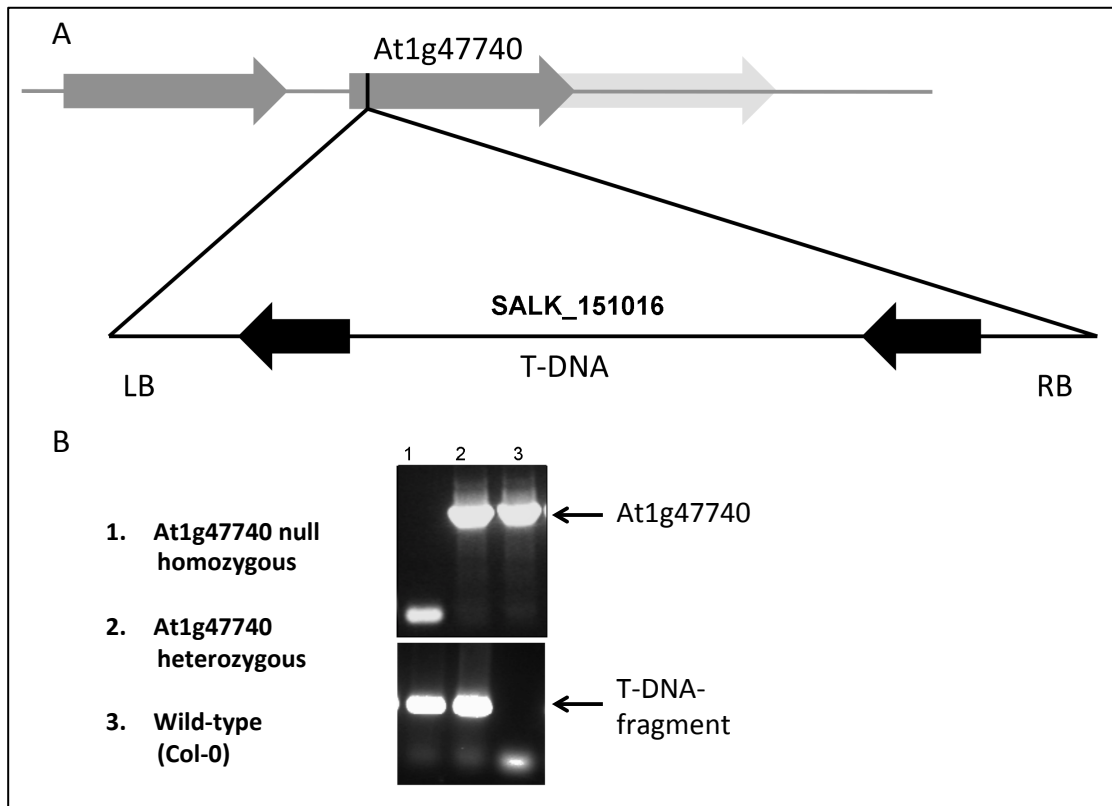 A
At1g47740
SALK_151016
T-DNA
LB
RB
B
1 2 3
1. At1g47740 null
homozygous
2. At1g47740
heterozygous
3. Wild-type
(Col-0)
At1g47740
T-DNA-
fragment